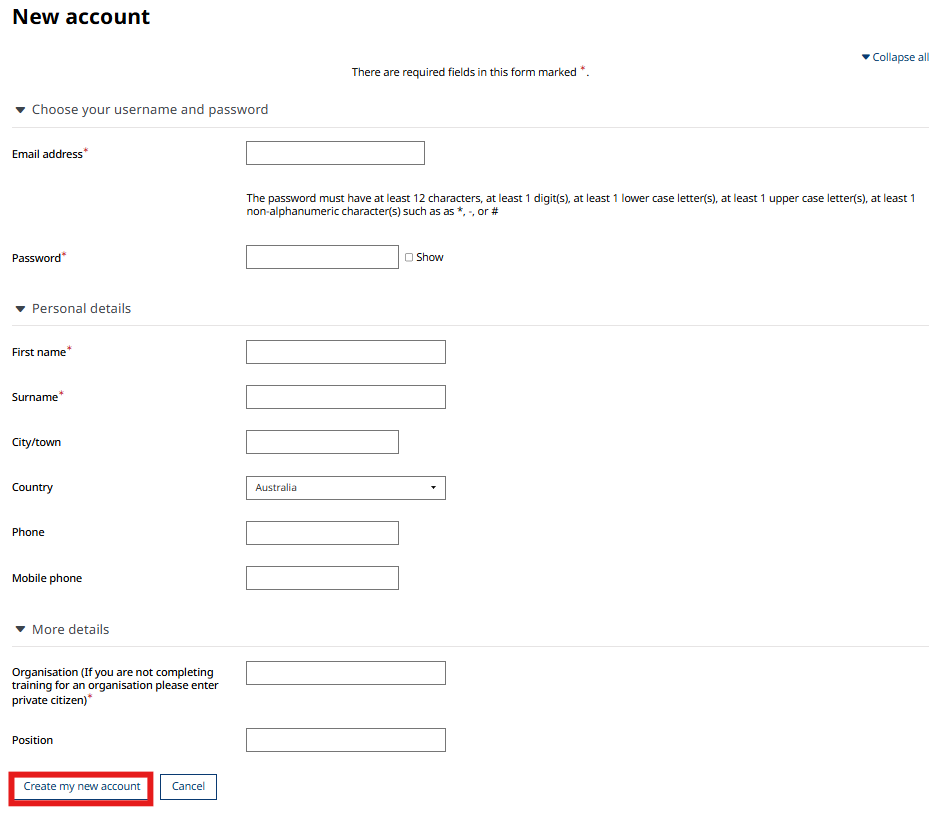 New account
Collapse all
There are required fields in this form marked *.
Choose your username and password
Email address*
The password must have at least 12 characters, at least 1 digit(s), at least 1 lower case letter(s), at least 1 upper case letter(s), at least 1
non-alphanumeric character(s) such as as *, -, or #
Password*
Show
Personal details
First name*
Surname*
City/town
Country
Australia
Phone
Mobile phone
More details
Organisation (If you are not completing
training for an organisation please enter
private citizen)*
Position
Create my new account
Cancel